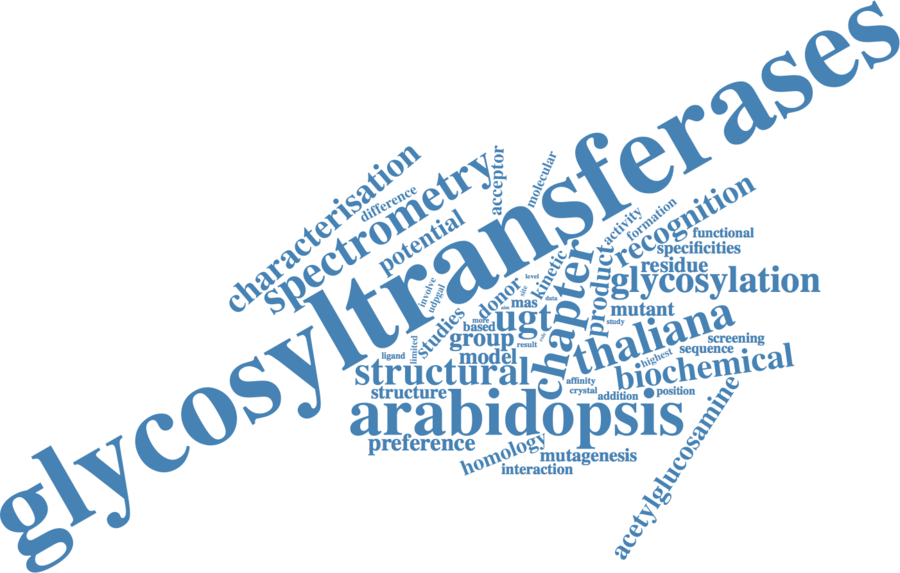 glycosyltransferases
characterisation
difference
spectrometry
acceptor
molecular
potential
activity
formation
recognition
functional
specificities
residue
glycosylation
involve
udpgal
level
site
donor
kinetic
product
chapter
mas
data
mutant
more
based
ugt
studies
study
role
thaliana
group
result
screening
limited
ligand
model
highest
sequence
structural
biochemical
structure
affinity
crystal
addition
position
arabidopsis
preference
homology
mutagenesis
interaction
acetylglucosamine